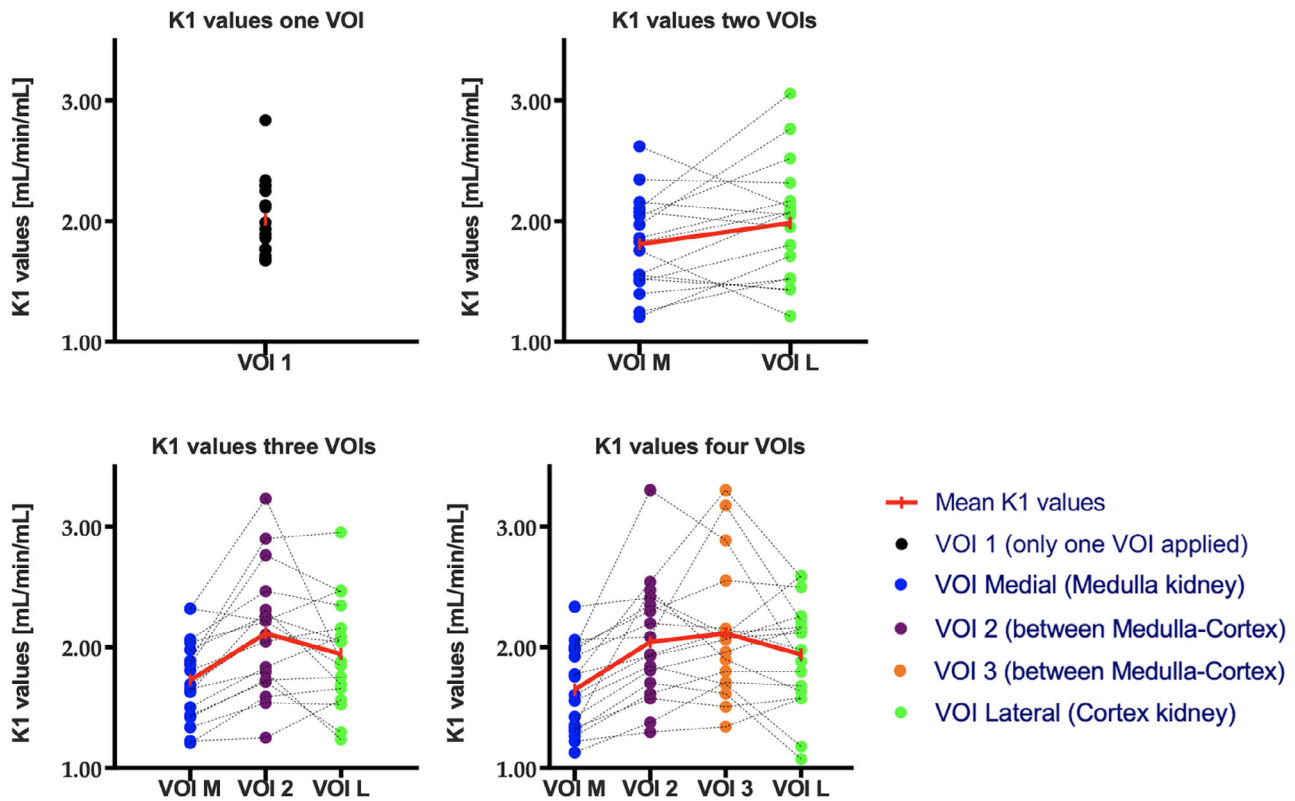 K1 values one VOI
K1 values [mL/min/mL]
3.00
2.00
1.00
VOI 1
K1 values two VOIs
K1 values [mL/min/mL]
3.00
2.00
1.00
VOI M
VOI L
K1 values three VOIs
K1 values [mL/min/mL]
3.00
2.00
1.00
VOI M
VOI 2
VOI L
K1 values four VOIs
K1 values [mL/min/mL]
3.00
2.00
1.00
VOI M
VOI 2
VOI 3
VOI L
Mean K1 values
VOI 1 (only one VOI applied)
VOI Medial (Medulla kidney)
VOI 2 (between Medulla-Cortex)
VOI 3 (between Medulla-Cortex)
VOI Lateral (Cortex kidney)